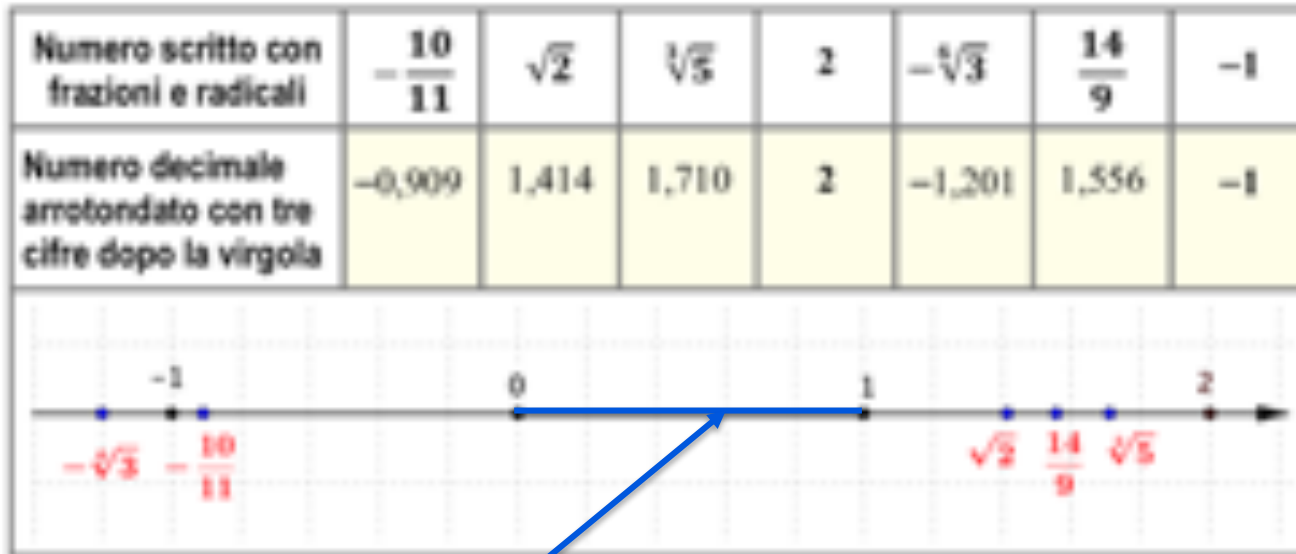 Numero scritto con
frazioni e radicali
−10/11 √2 ∛5 2 −⁶√3 14/9 −1
Numero decimale
arrotondato con tre
cifre dopo la virgola
−0,909 1,414 1,710 2 −1,201 1,556 −1
−1 0 1 2
−⁶√3 −10/11 √2 14/9 ∛5